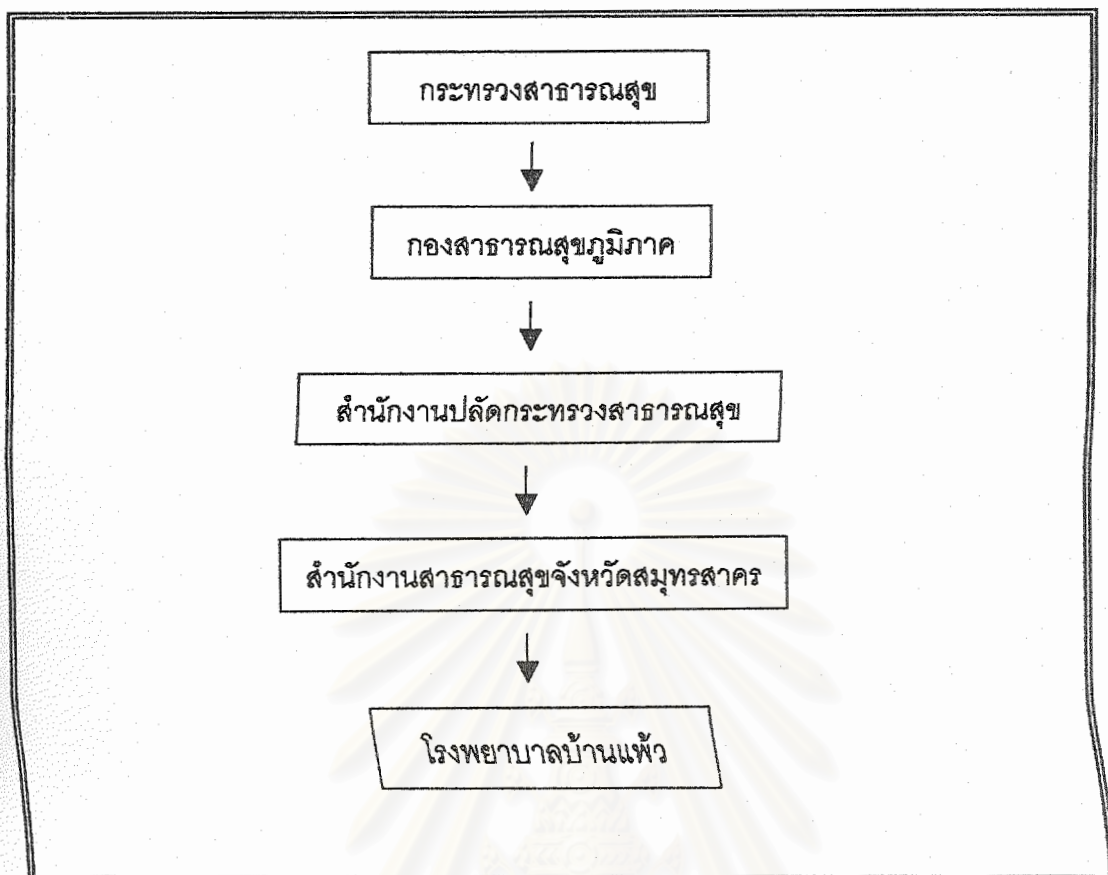 กระทรวงสาธารณสุข
กองสาธารณสุขภูมิภาค
สำนักงานปลัดกระทรวงสาธารณสุข
สำนักงานสาธารณสุขจังหวัดสมุทรสาคร
โรงพยาบาลบ้านแพ้ว